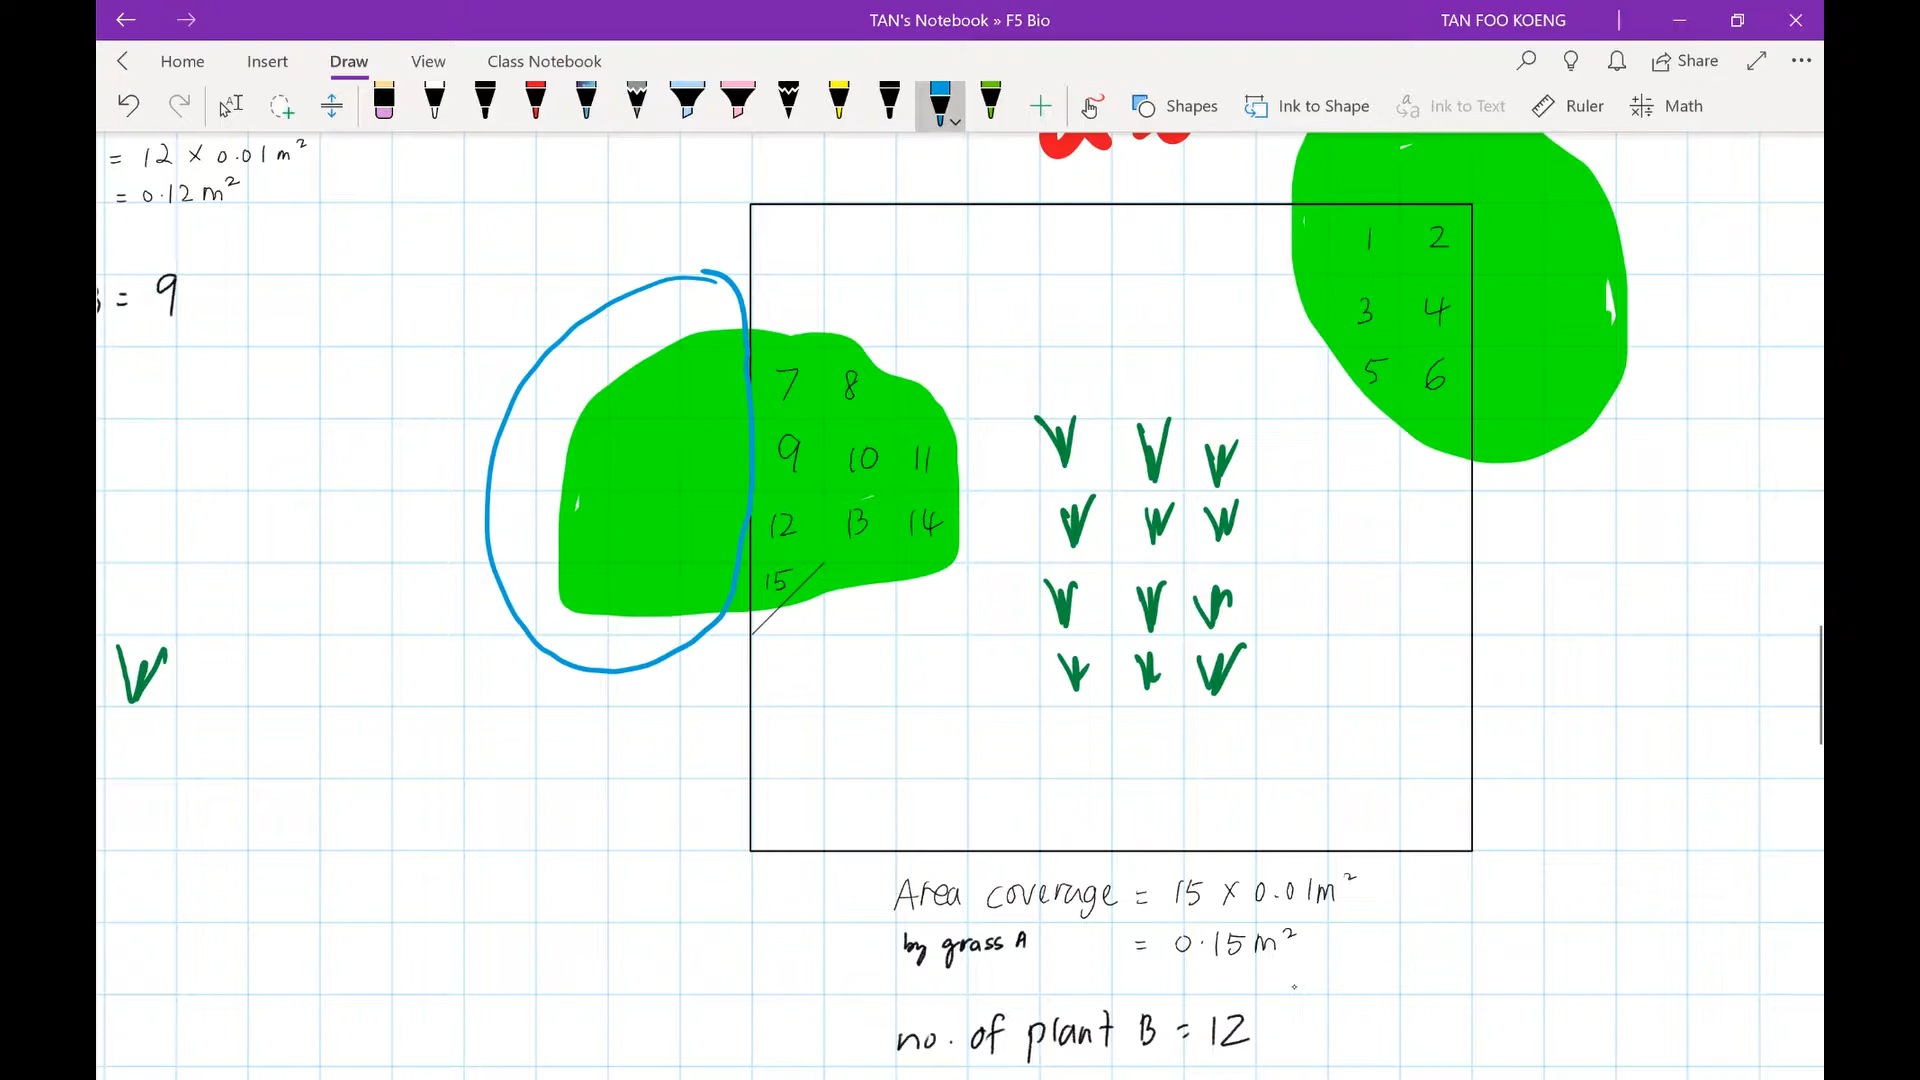 TAN's Notebook » F5 Bio
TAN FOO KOENG
Home Insert Draw View Class Notebook
Share
Shapes Ink to Shape Ink to Text Ruler Math
= 12 × 0.01 m²
= 0.12 m²
= 9
1 2
3 4
5 6
7 8
9 10 11
12 13 14
15
Area coverage = 15 × 0.01m²
by grass A = 0.15 m²
no. of plant B = 12